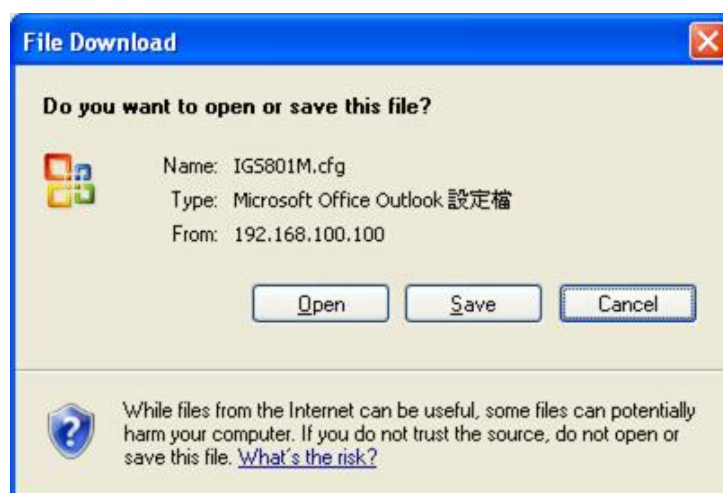 File Download
Do you want to open or save this file?
Name: IGS801M.cfg
Type: Microsoft Office Outlook 設定檔
From: 192.168.100.100
Open Save Cancel
While files from the Internet can be useful, some files can potentially
harm your computer. If you do not trust the source, do not open or
save this file. What's the risk?